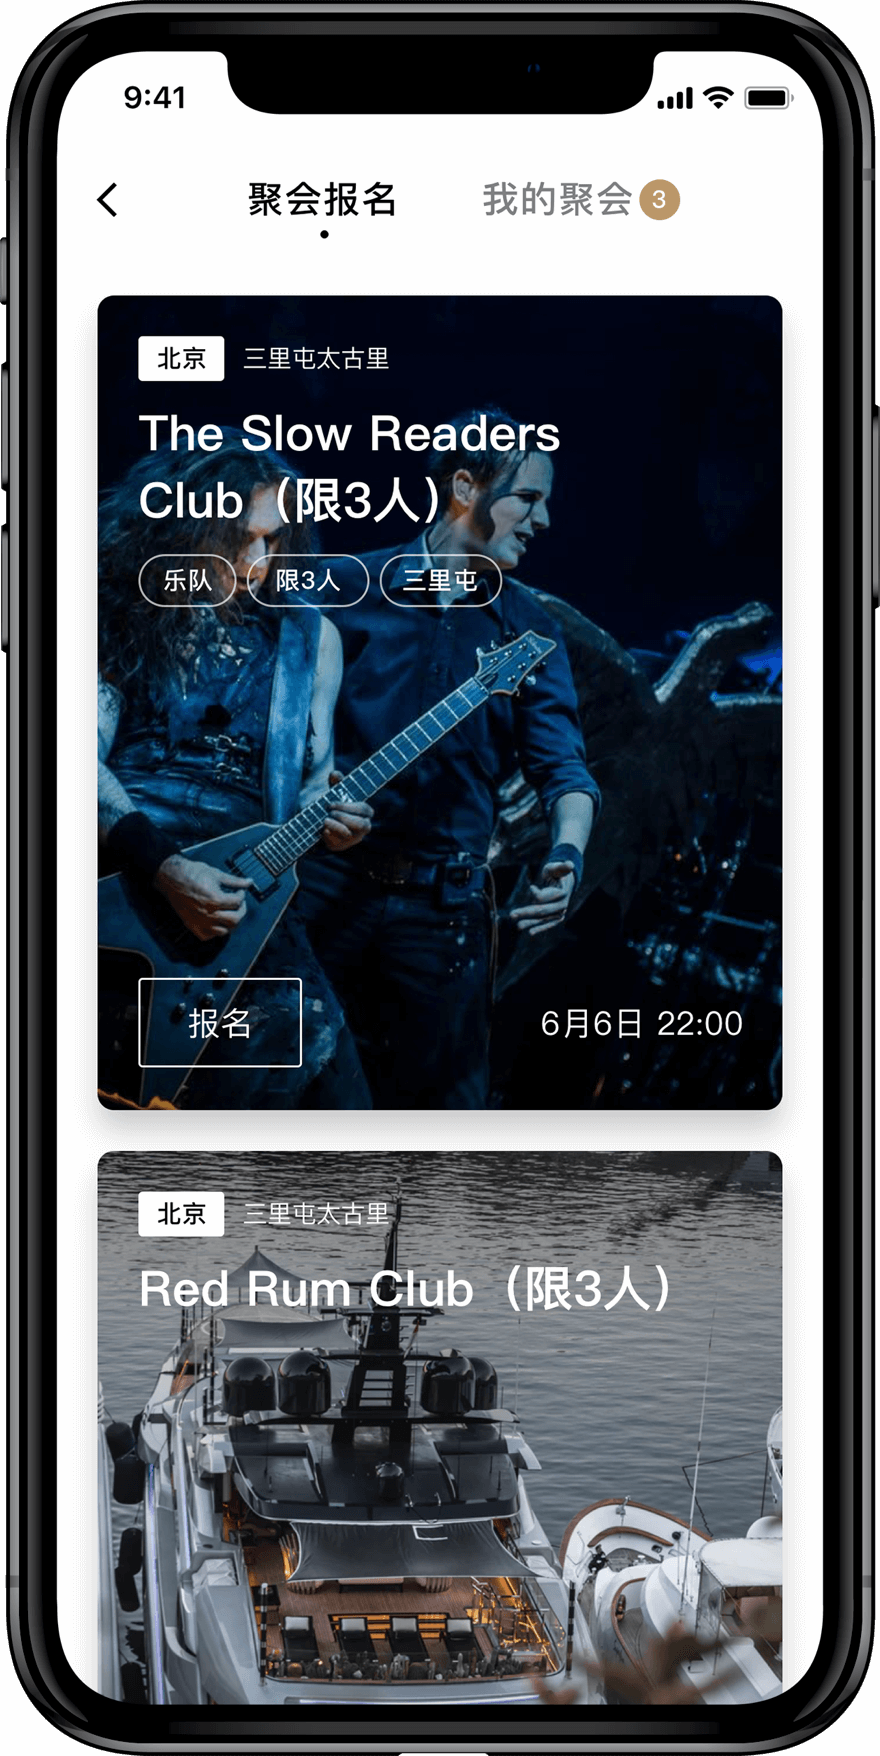 9:41
聚会报名 我的聚会 3
北京 三里屯太古里
The Slow Readers
Club（限3人）
乐队 限3人 三里屯
报名 6月6日 22:00
北京 三里屯太古里
Red Rum Club（限3人）